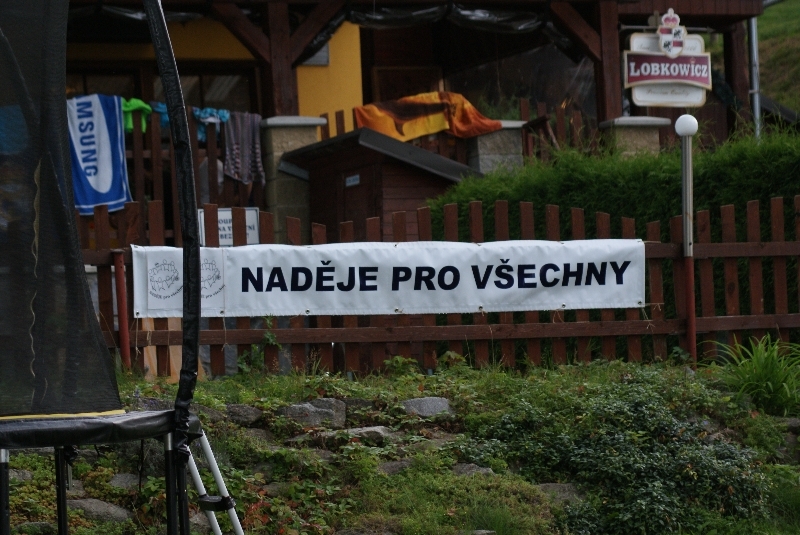 LOBKOWICZ
MSUNG
NADĚJE PRO VŠECHNY